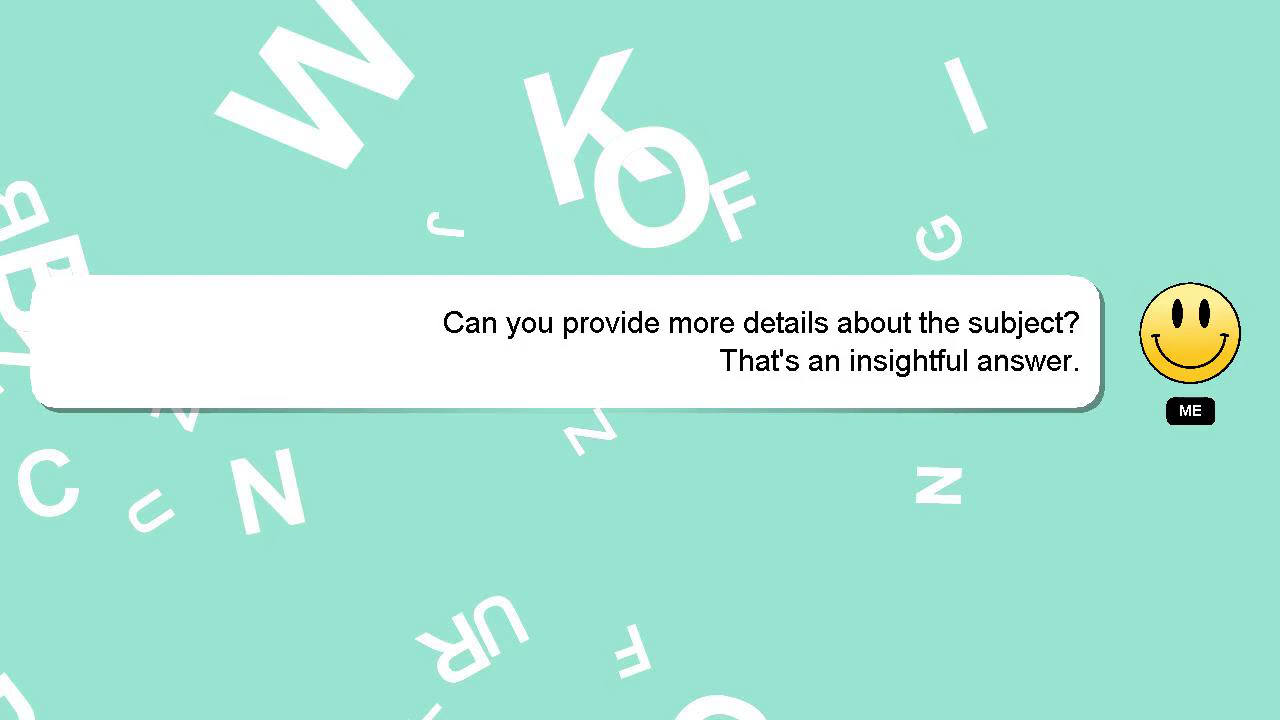 W
K
O
F
I
J
G
B
E
Can you provide more details about the subject?
That's an insightful answer.
ME
N
Z
C
U
N
N
U
R
F